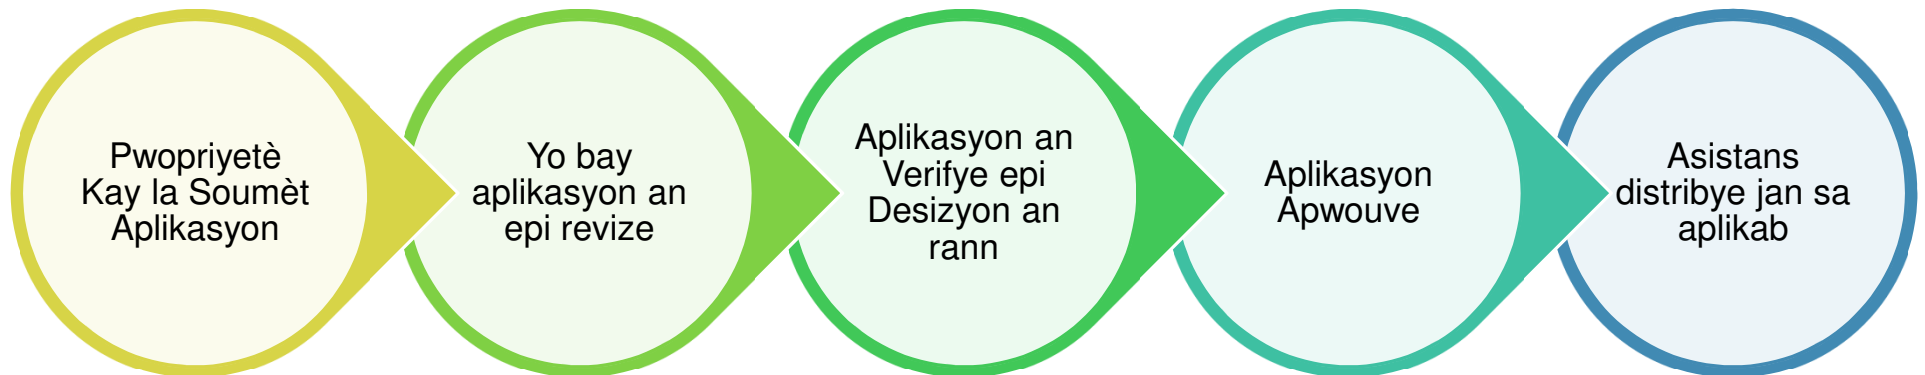 Pwopriyetè
Kay la Soumèt
Aplikasyon
Yo bay
aplikasyon an
epi revize
Aplikasyon an
Verifye epi
Desizyon an
rann
Aplikasyon
Apwouve
Asistans
distribye jan sa
aplikab